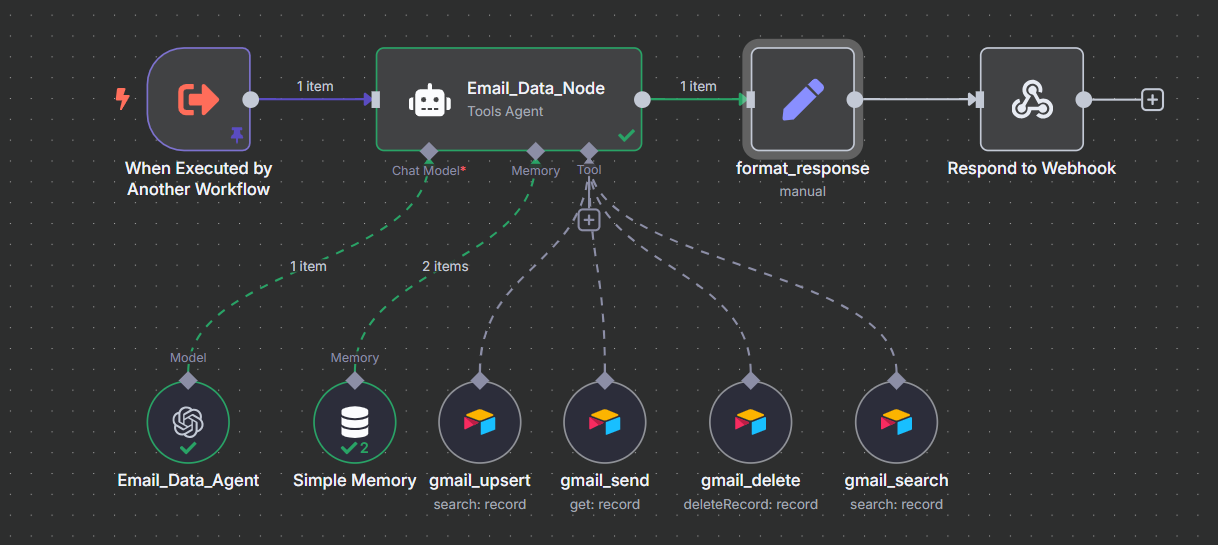 1 item
Email_Data_Node
Tools Agent
1 item
When Executed by
Another Workflow
Chat Model*
Memory
Tool
format_response
manual
Respond to Webhook
1 item
2 items
Model
Memory
2
Email_Data_Agent
Simple Memory
gmail_upsert
search: record
gmail_send
get: record
gmail_delete
deleteRecord: record
gmail_search
search: record